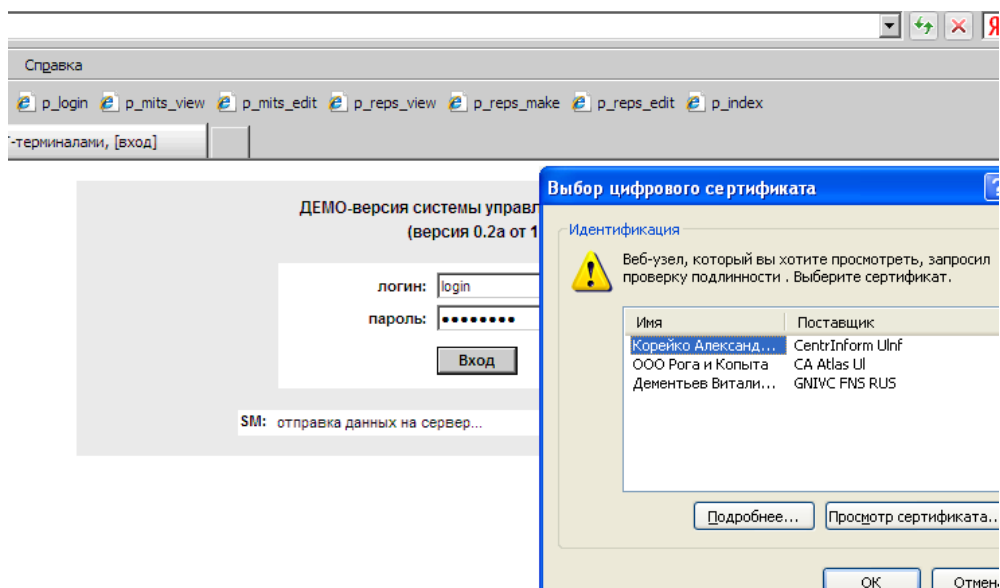 Я
Справка
p_login p_mits_view p_mits_edit p_reps_view p_reps_make p_reps_edit p_index
-терминалами, [вход]
ДЕМО-версия системы управл
(версия 0.2а от 1
логин: login
пароль: ••••••••
Вход
SM: отправка данных на сервер...
Выбор цифрового сертификата ?
Идентификация
Веб-узел, который вы хотите просмотреть, запросил
проверку подлинности . Выберите сертификат.
Имя Поставщик
Корейко Александ... CentrInform UInf
ООО Рога и Копыта CA Atlas UI
Дементьев Витали... GNIVC FNS RUS
Подробнее... Просмотр сертификата...
ОК Отмен